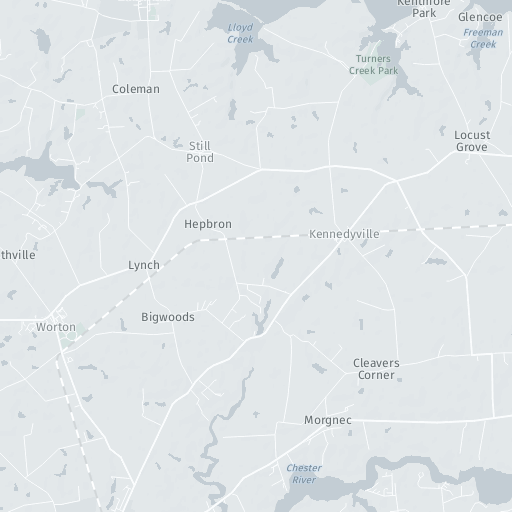 Kentmore
Park
Glencoe
Lloyd
Creek
Freeman
Creek
Turners
Creek Park
Coleman
Locust
Grove
Still
Pond
Hepbron
Kennedyville
thville
Lynch
Bigwoods
Worton
Cleavers
Corner
Morgnec
Chester
River